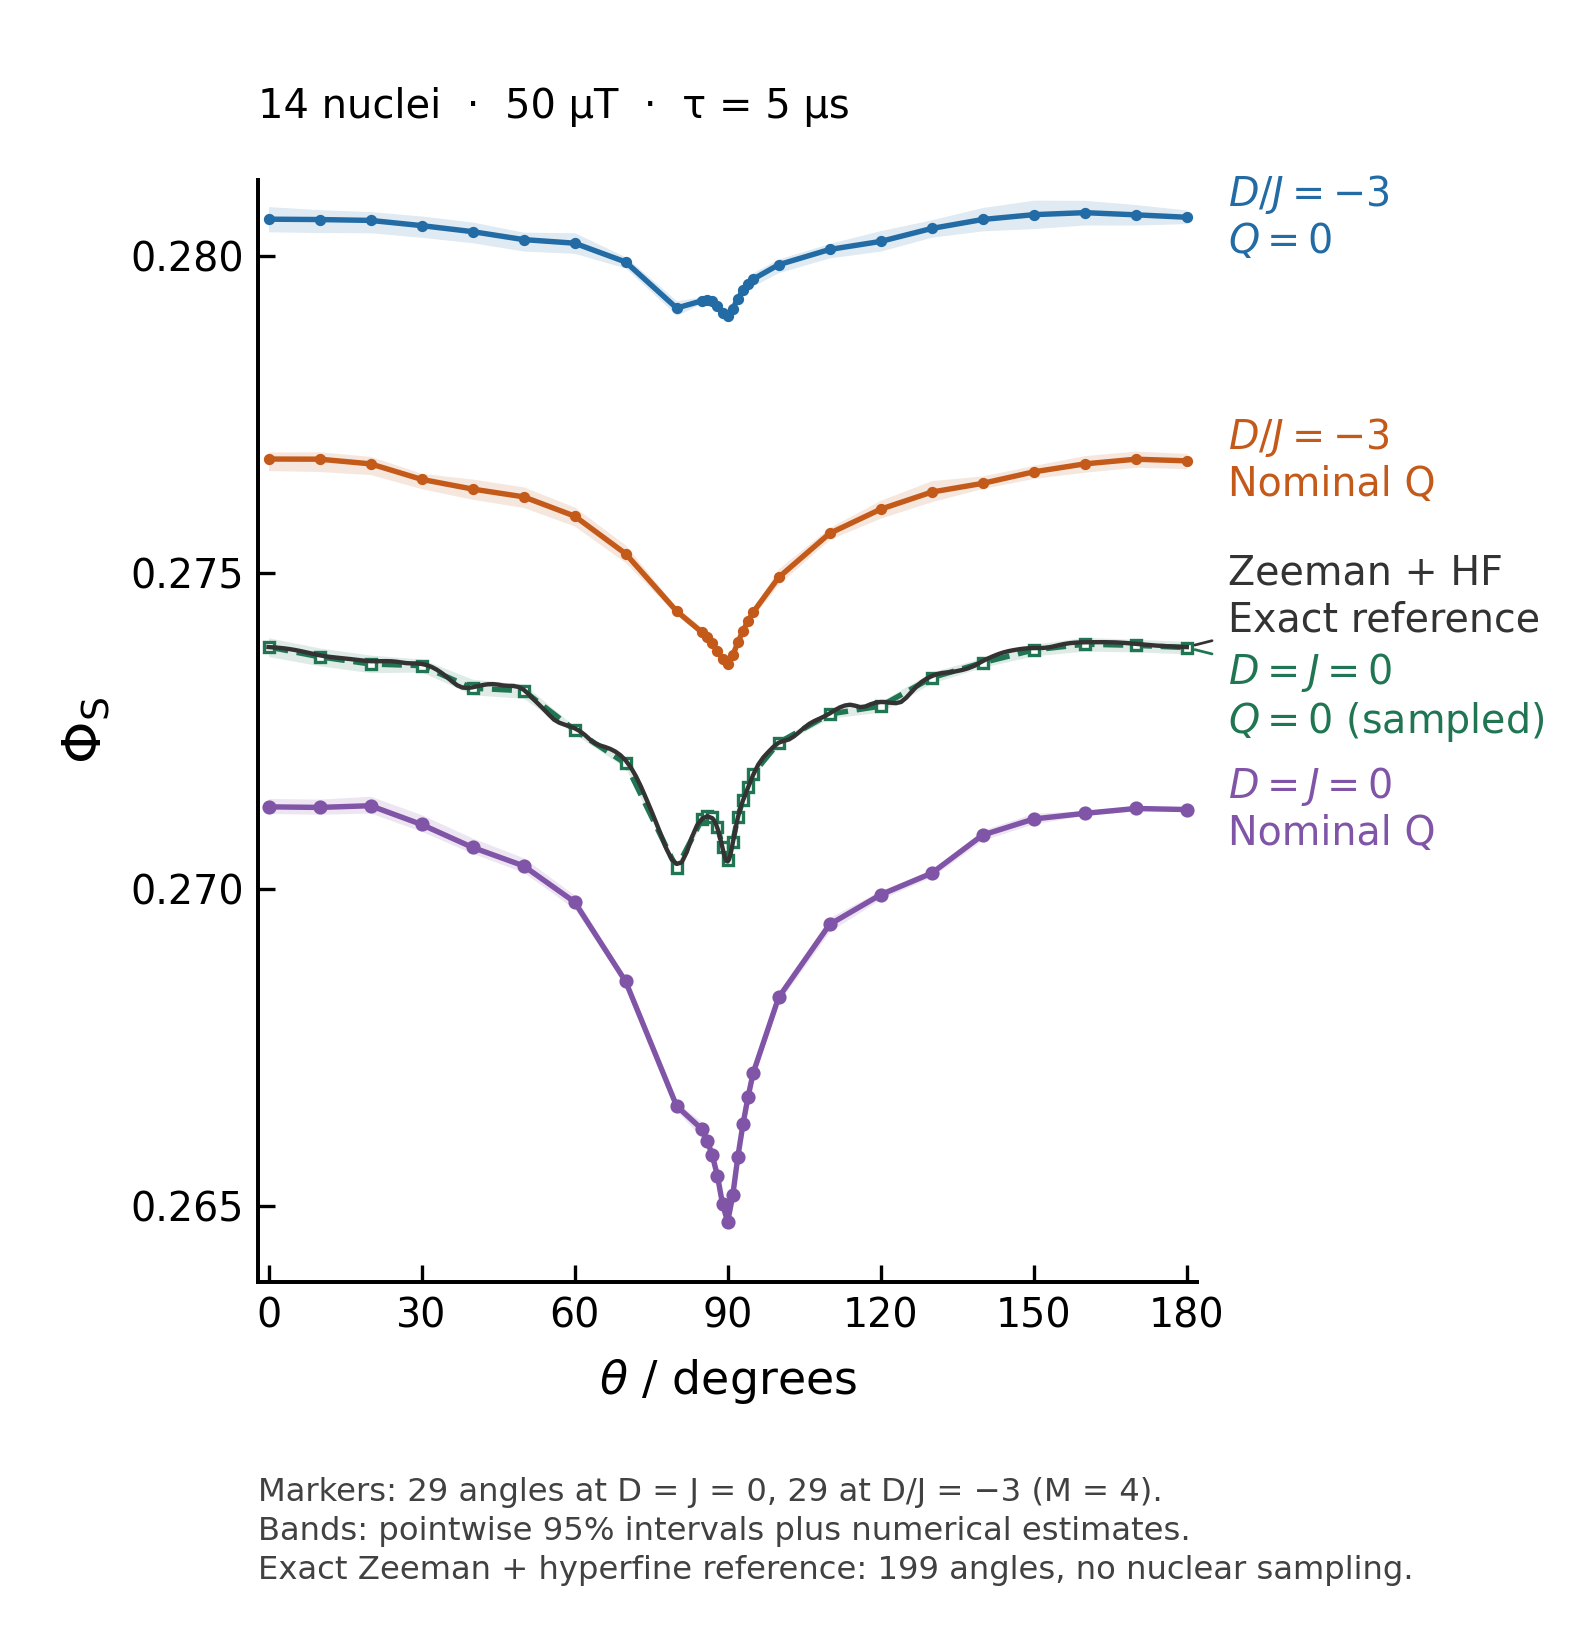 14 nuclei · 50 µT · τ = 5 µs
D/J = −3
Q = 0
0.280
D/J = −3
Nominal Q
0.275
Zeeman + HF
Exact reference
D = J = 0
Q = 0 (sampled)
ΦS
D = J = 0
Nominal Q
0.270
0.265
0 30 60 90 120 150 180
θ / degrees
Markers: 29 angles at D = J = 0, 29 at D/J = −3 (M = 4).
Bands: pointwise 95% intervals plus numerical estimates.
Exact Zeeman + hyperfine reference: 199 angles, no nuclear sampling.